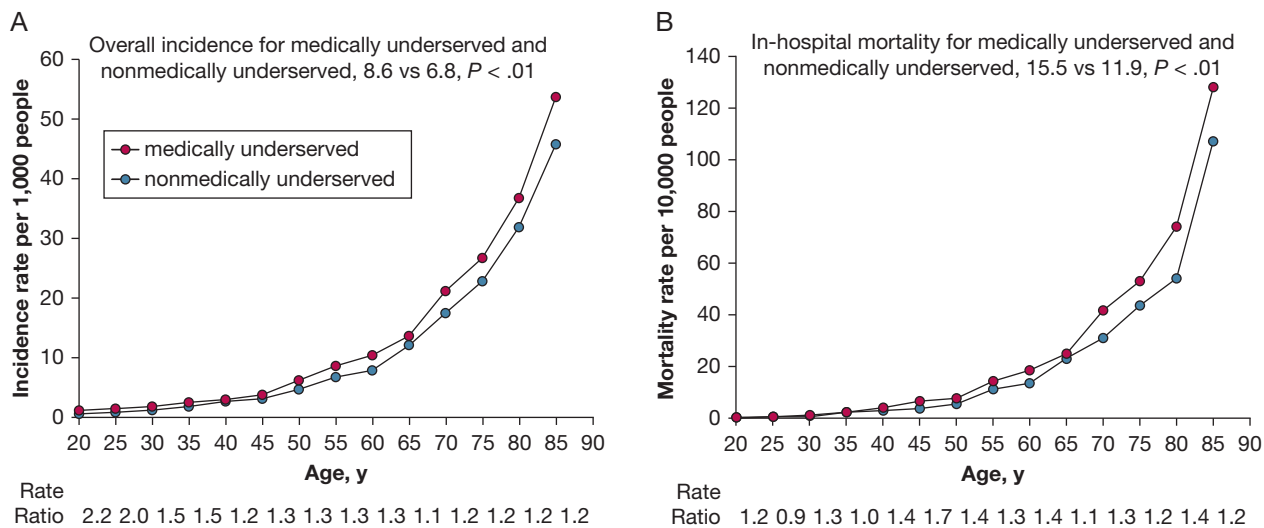 A
Overall incidence for medically underserved and
nonmedically underserved, 8.6 vs 6.8, P < .01
Incidence rate per 1,000 people
60
50
40
30
20
10
0
medically underserved
nonmedically underserved
20 25 30 35 40 45 50 55 60 65 70 75 80 85 90
Age, y
Rate
Ratio 2.2 2.0 1.5 1.5 1.2 1.3 1.3 1.3 1.3 1.1 1.2 1.2 1.2 1.2
B
In-hospital mortality for medically underserved and
nonmedically underserved, 15.5 vs 11.9, P < .01
Mortality rate per 10,000 people
140
120
100
80
60
40
20
0
20 25 30 35 40 45 50 55 60 65 70 75 80 85 90
Age, y
Rate
Ratio 1.2 0.9 1.3 1.0 1.4 1.7 1.4 1.3 1.4 1.1 1.3 1.2 1.4 1.2